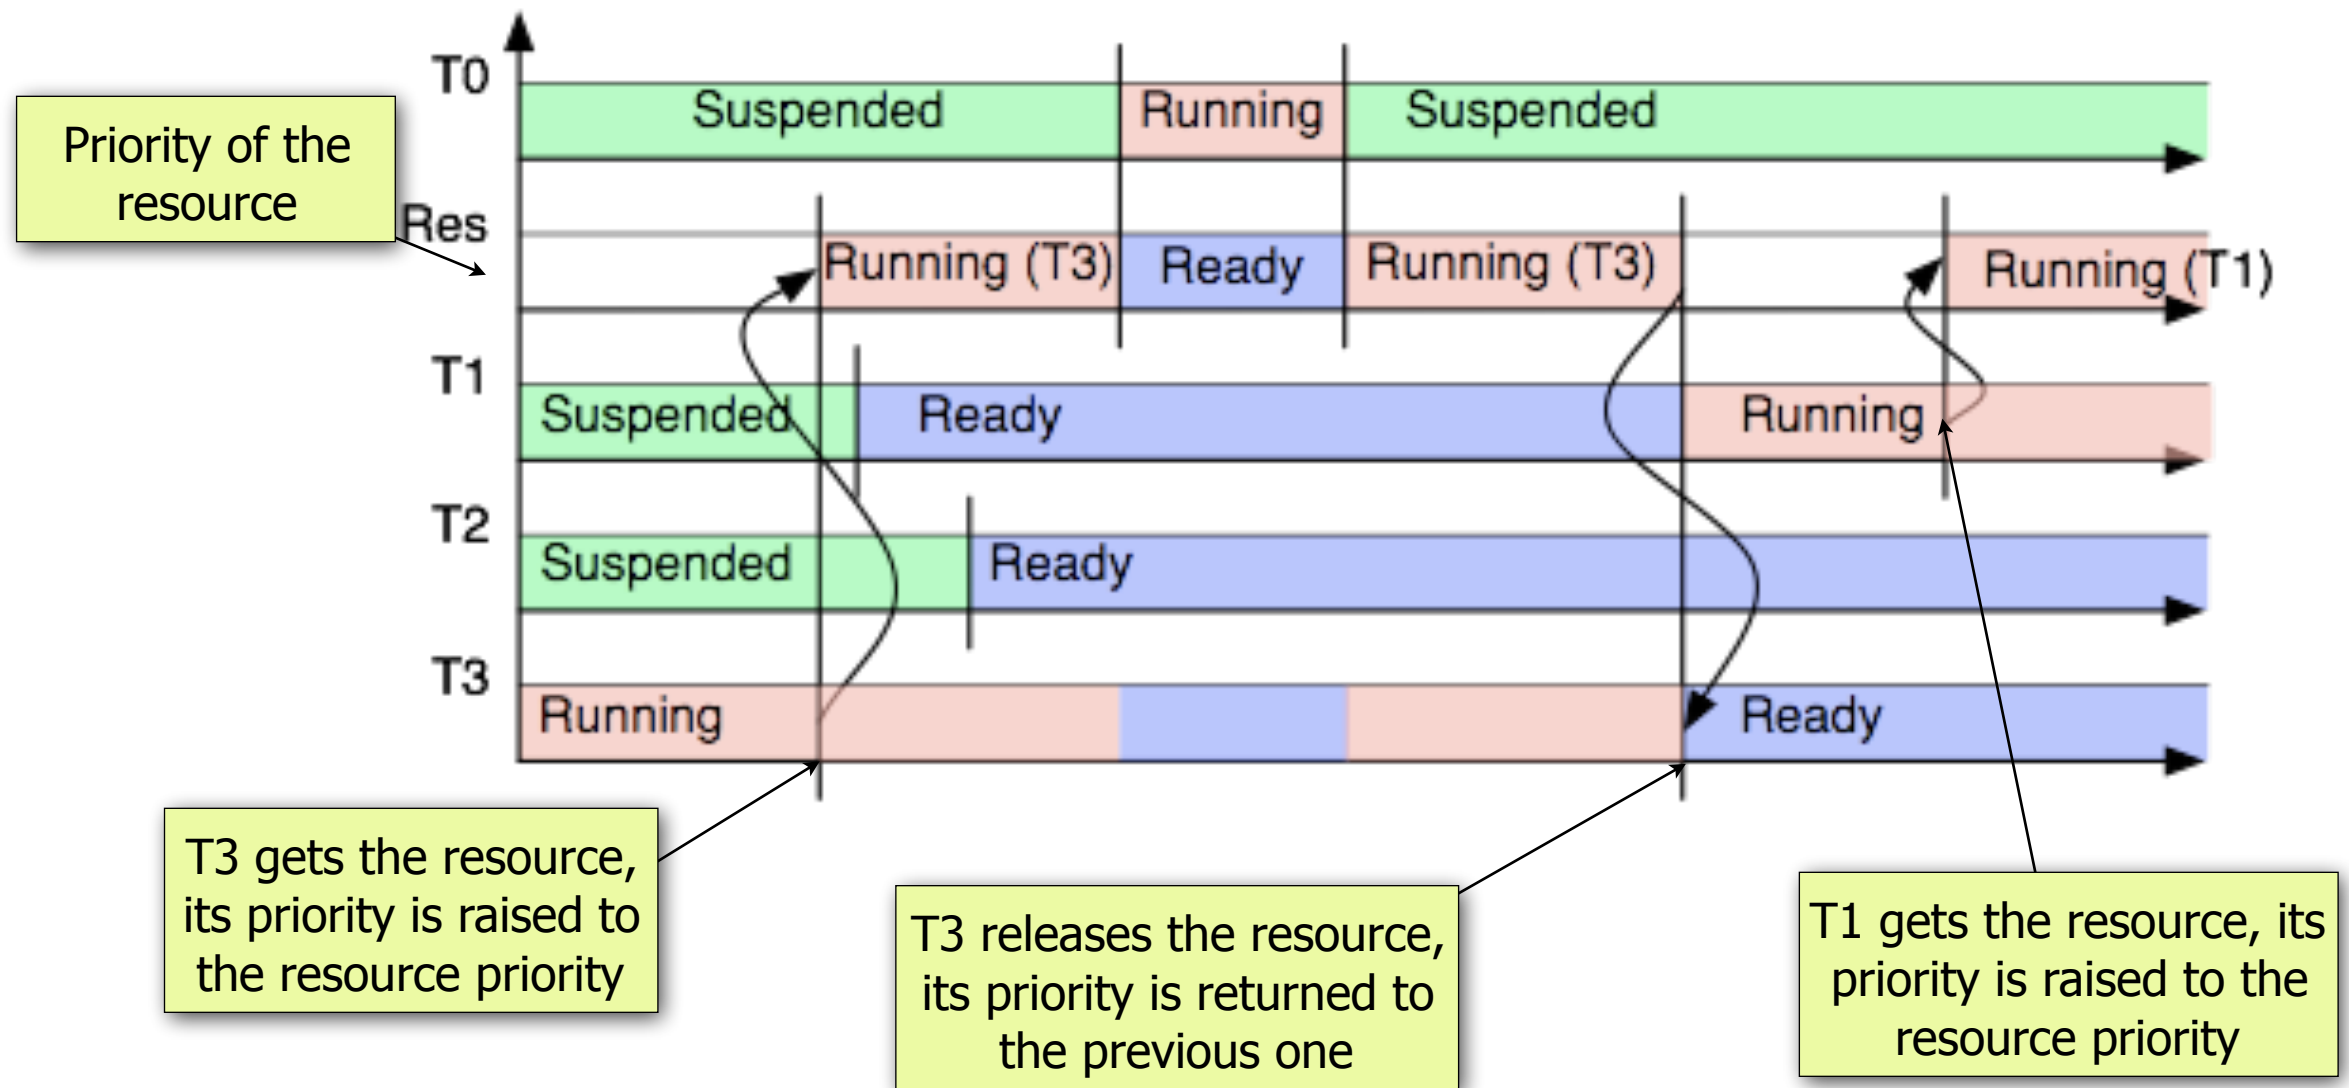 T0
Suspended
Running
Suspended
Priority of the
resource
Res
Running (T3)
Ready
Running (T3)
Running (T1)
T1
Suspended
Ready
Running
T2
Suspended
Ready
T3
Running
Ready
T3 gets the resource,
its priority is raised to
the resource priority
T3 releases the resource,
its priority is returned to
the previous one
T1 gets the resource, its
priority is raised to the
resource priority